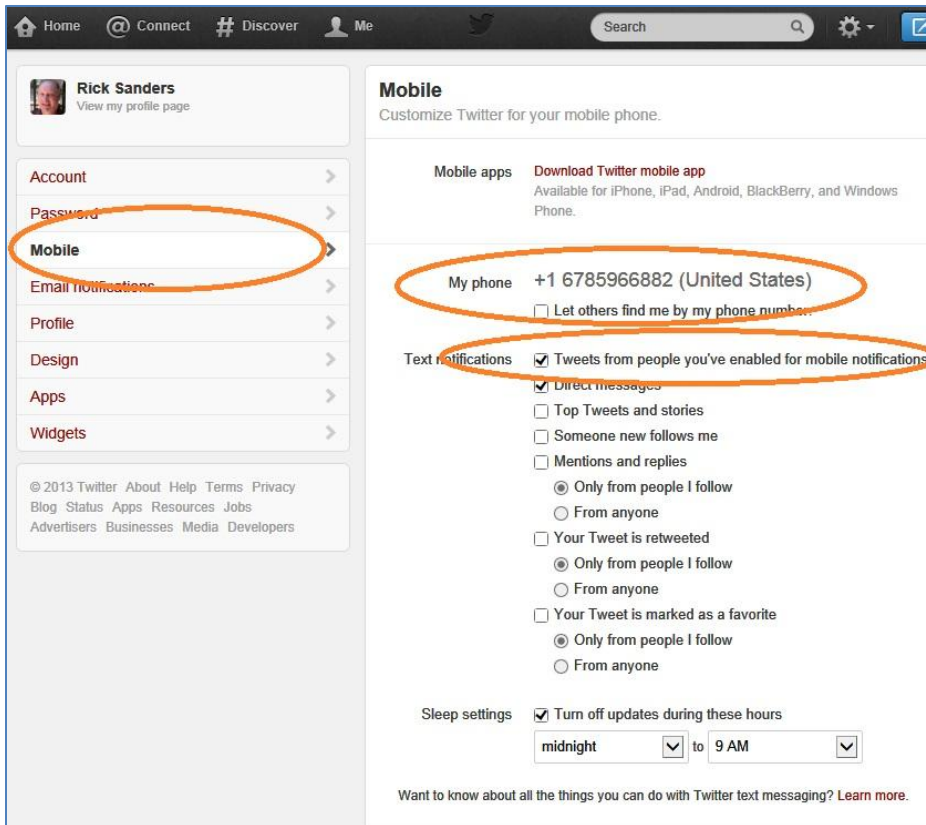 Home Connect Discover Me Search
Rick Sanders
View my profile page
Account
Password
Mobile
Email notifications
Profile
Design
Apps
Widgets
© 2013 Twitter About Help Terms Privacy
Blog Status Apps Resources Jobs
Advertisers Businesses Media Developers
Mobile
Customize Twitter for your mobile phone.
Mobile apps Download Twitter mobile app
Available for iPhone, iPad, Android, BlackBerry, and Windows
Phone.
My phone +1 6785966882 (United States)
Let others find me by my phone number.
Text notifications Tweets from people you've enabled for mobile notifications
Direct messages
Top Tweets and stories
Someone new follows me
Mentions and replies
Only from people I follow
From anyone
Your Tweet is retweeted
Only from people I follow
From anyone
Your Tweet is marked as a favorite
Only from people I follow
From anyone
Sleep settings Turn off updates during these hours
midnight to 9 AM
Want to know about all the things you can do with Twitter text messaging? Learn more.